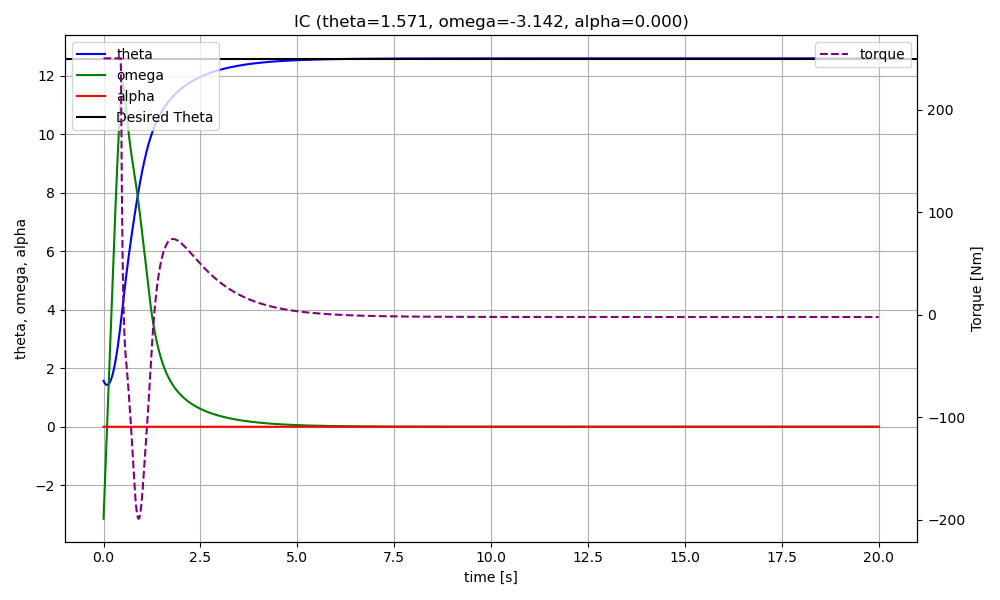 IC (theta=1.571, omega=-3.142, alpha=0.000)
theta
omega
alpha
Desired Theta
torque
12
10
8
6
4
2
0
−2
theta, omega, alpha
200
100
0
−100
−200
Torque [Nm]
0.0 2.5 5.0 7.5 10.0 12.5 15.0 17.5 20.0
time [s]